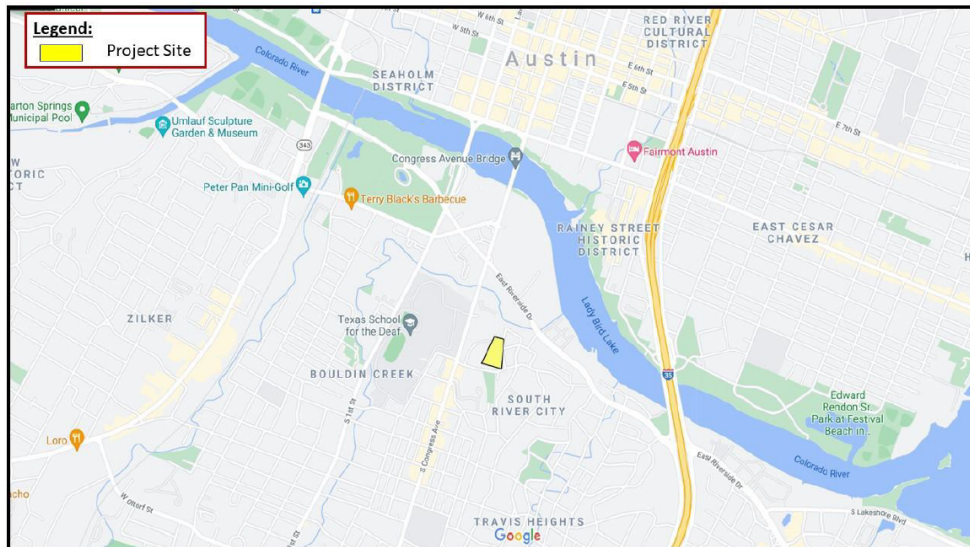 Legend:
Project Site
W 6th St
W 5th St
RED RIVER
CULTURAL
DISTRICT
Austin
E 6th St
E 5th St
E 7th St
Colorado River
SEAHOLM
DISTRICT
arton Springs
Municipal Pool
Umlauf Sculpture
Garden & Museum
343
Congress Avenue Bridge
Fairmont Austin
ORIC
CT
Peter Pan Mini-Golf
Terry Black's Barbecue
RAINEY STREET
HISTORIC
DISTRICT
EAST CESAR
CHAVEZ
H
East Riverside Dr
Lady Bird Lake
ZILKER
Texas School
for the Deaf
BOULDIN CREEK
35
S 1st St
SOUTH
RIVER CITY
Edward
Rendon Sr.
Park at Festival
Beach in...
S Congress Ave
Loro
East Riverside Dr
Colorado River
cho
W Oltorf St
S Lakeshore Blvd
TRAVIS HEIGHTS
Google